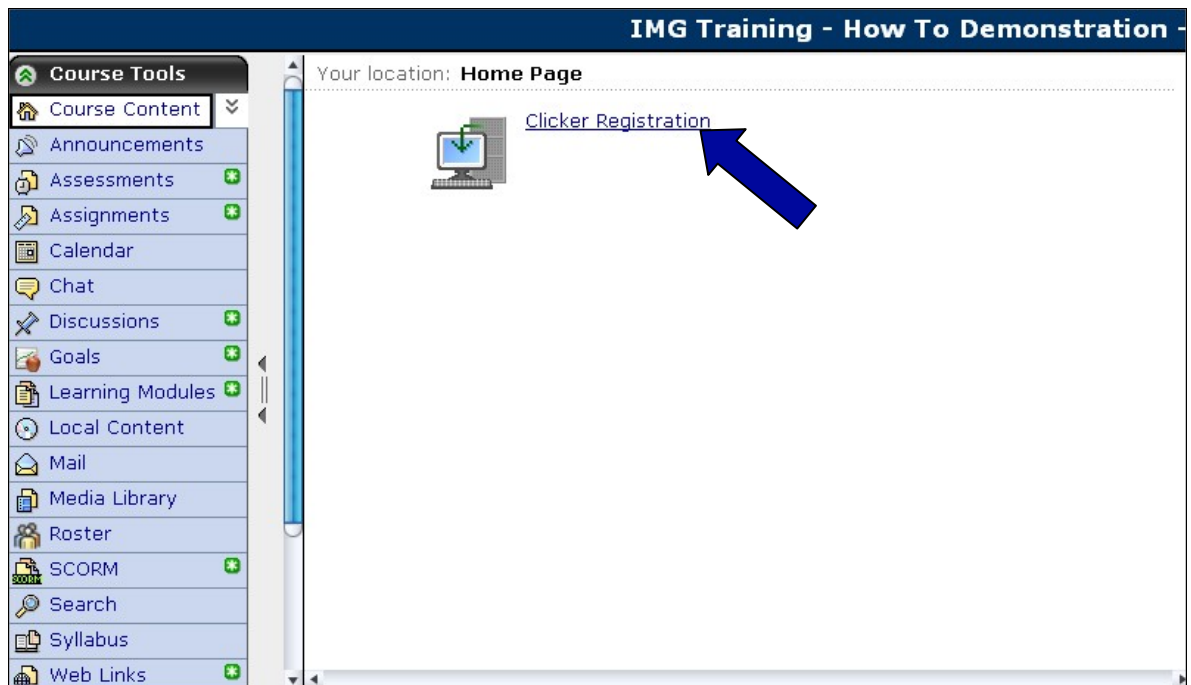 IMG Training - How To Demonstration -
Course Tools
Your location: Home Page
Course Content
Clicker Registration
Announcements
Assessments
Assignments
Calendar
Chat
Discussions
Goals
Learning Modules
Local Content
Mail
Media Library
Roster
SCORM
SCORM
Search
Syllabus
Web Links